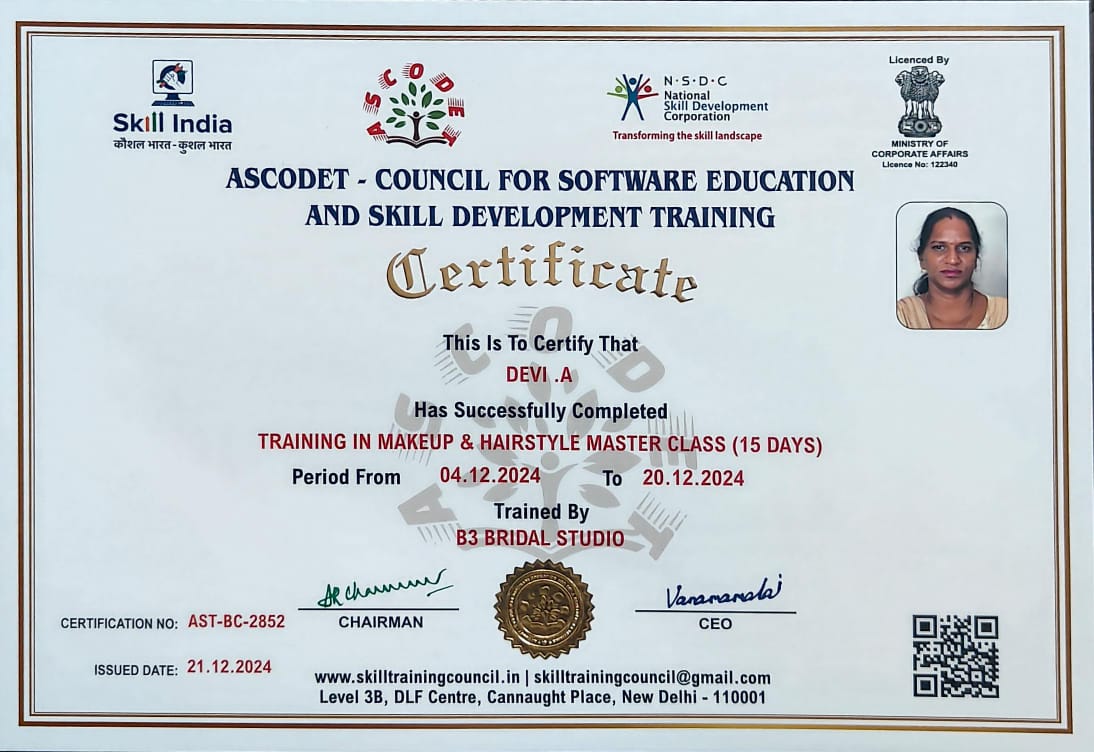 Skill India
कौशल भारत - कुशल भारत
ASCODET
N·S·D·C
National
Skill Development
Corporation
Transforming the skill landscape
Licenced By
MINISTRY OF
CORPORATE AFFAIRS
Licence No: 122340
ASCODET - COUNCIL FOR SOFTWARE EDUCATION
AND SKILL DEVELOPMENT TRAINING
Certificate
This Is To Certify That
DEVI .A
Has Successfully Completed
TRAINING IN MAKEUP & HAIRSTYLE MASTER CLASS (15 DAYS)
Period From 04.12.2024 To 20.12.2024
Trained By
B3 BRIDAL STUDIO
Vanamamalai
CHAIRMAN
CEO
CERTIFICATION NO: AST-BC-2852
ISSUED DATE: 21.12.2024
www.skilltrainingcouncil.in | skilltrainingcouncil@gmail.com
Level 3B, DLF Centre, Cannaught Place, New Delhi - 110001